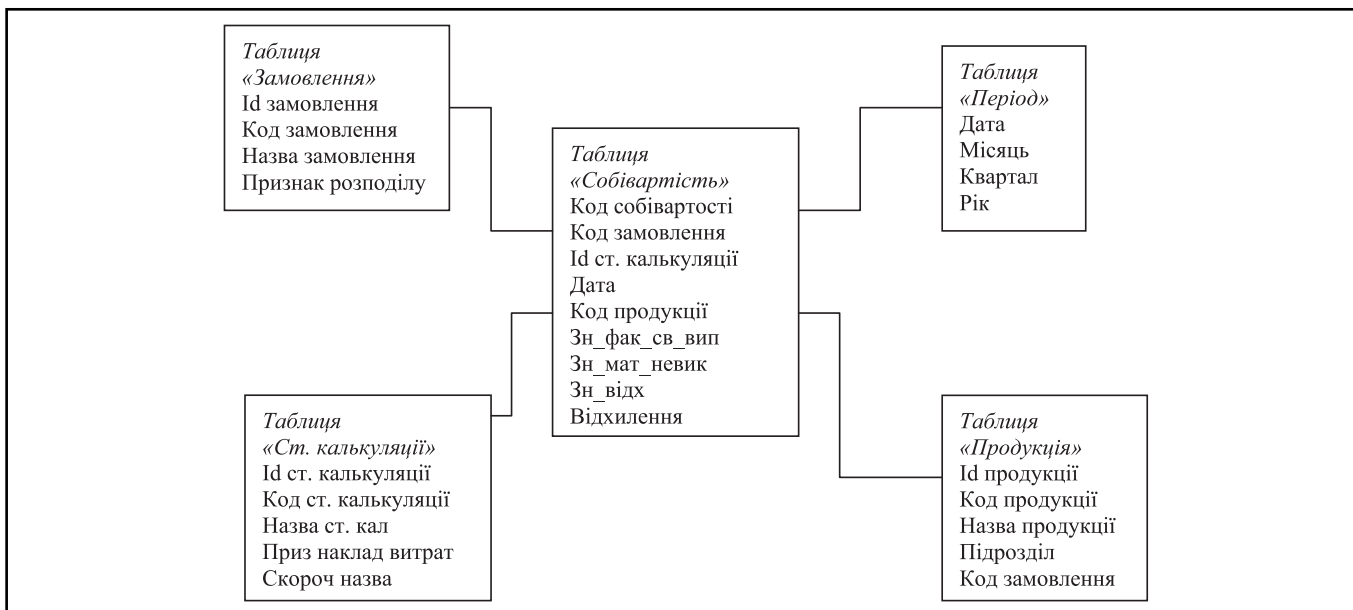 Таблиця
«Замовлення»
Id замовлення
Код замовлення
Назва замовлення
Признак розподілу
Таблиця
«Період»
Дата
Місяць
Квартал
Рік
Таблиця
«Собівартість»
Код собівартості
Код замовлення
Id ст. калькуляції
Дата
Код продукції
Зн_фак_св_вип
Зн_мат_невик
Зн_відх
Відхилення
Таблиця
«Ст. калькуляції»
Id ст. калькуляції
Код ст. калькуляції
Назва ст. кал
Приз наклад витрат
Скороч назва
Таблиця
«Продукція»
Id продукції
Код продукції
Назва продукції
Підрозділ
Код замовлення